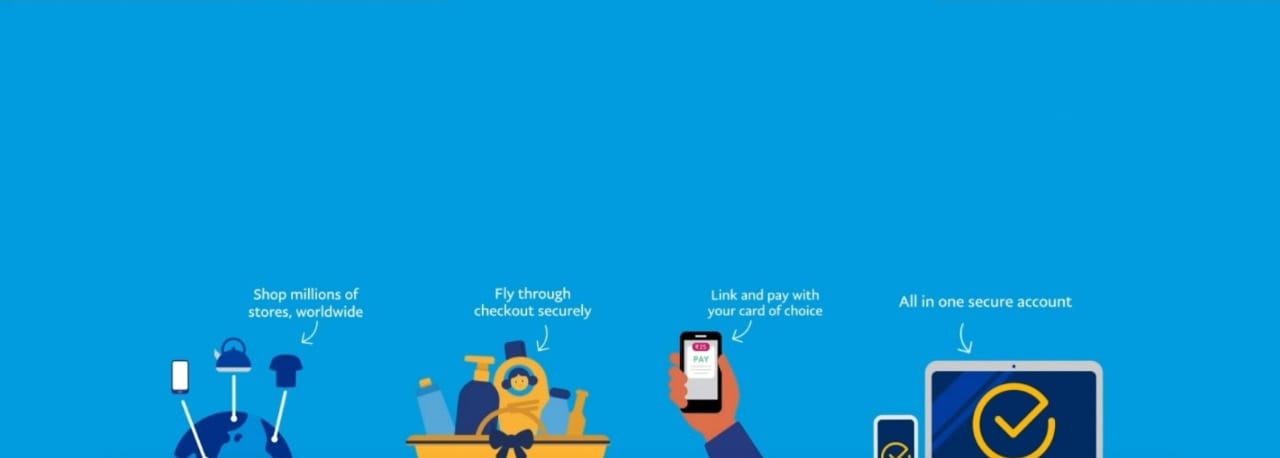 Shop millions of
stores, worldwide
Fly through
checkout securely
Link and pay with
your card of choice
All in one secure account
₹25
PAY